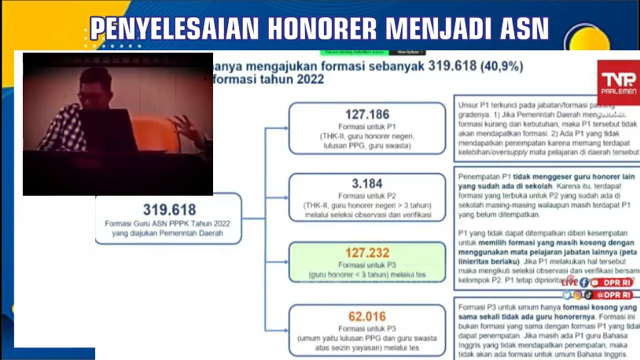 PENYELESAIAN HONORER MENJADI ASN
hanya mengajukan formasi sebanyak 319.618 (40,9%)
formasi tahun 2022
TVP
PARLEMEN
319.618
Formasi Guru ASN PPPK Tahun 2022
yang diajukan Pemerintah Daerah
127.186
Formasi untuk P1
(THK-II, guru honorer negeri,
lulusan PPG, guru swasta)
Unsur P1 terkunci pada jabatan/formasi
gradenya. 1) Jika Pemerintah Daerah
formasi kurang dari kebutuhan, maka P1 tersebut tidak
akan mendapatkan formasi. 2) Ada P1 yang tidak
mendapatkan penempatan karena memang terdapat
kelebihan/oversupply mata pelajaran di daerah tersebut
3.184
Formasi untuk P2
(THK-II, guru honorer negeri > 3 tahun)
melalui seleksi observasi dan verifikasi
Penempatan P1 tidak menggeser guru honorer lain
yang sudah ada di sekolah. Karena itu, terdapat
formasi yang terbuka untuk P2 yang sudah ada di
sekolah masing-masing walaupun masih terdapat P1
yang belum ditempatkan.
127.232
Formasi untuk P3
(guru honorer < 3 tahun) melalui tes
P1 yang tidak dapat ditempatkan diberi kesempatan untuk
memilih formasi yang masih kosong dengan
menggunakan mata pelajaran jabatan lainnya (peta
linieritas berlaku). Jika P1 melakukan hal tersebut
maka mengikuti seleksi observasi dan verifikasi bersama
kelompok P2. P1 tetap
LIVE
DPR RI
DPR RI
62.016
Formasi untuk P3
(umum yaitu lulusan PPG dan guru swasta
atas seizin yayasan) melalui tes
Formasi P3 untuk umum hanya formasi kosong yang
sama sekali tidak ada guru honorernya. Formasi ini
bukan formasi yang sama dengan formasi P1 yang tidak
dapat penempatan. Jika masih ada P1 guru Bahasa
Inggris yang tidak mendapat penempatan, maka
tidak akan ada formasi untuk umum Bahasa Inggris.